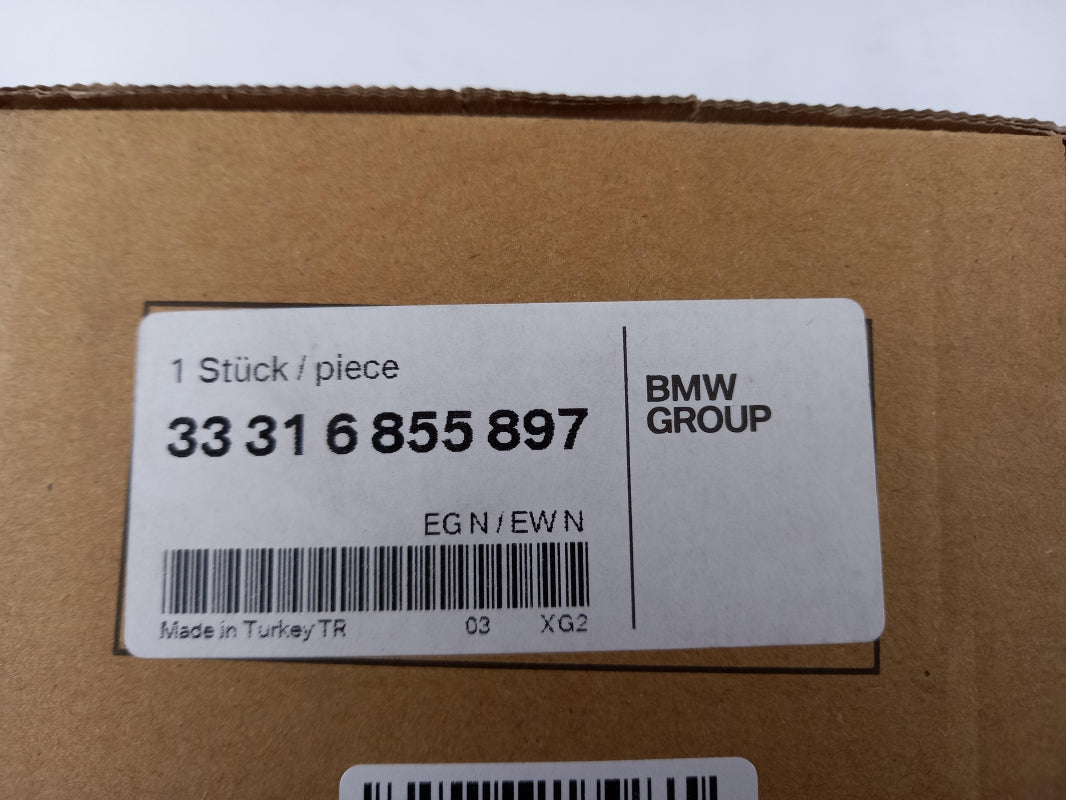 1 Stück / piece
33 31 6 855 897
EG N / EW N
Made in Turkey TR 03 XG2
BMW
GROUP